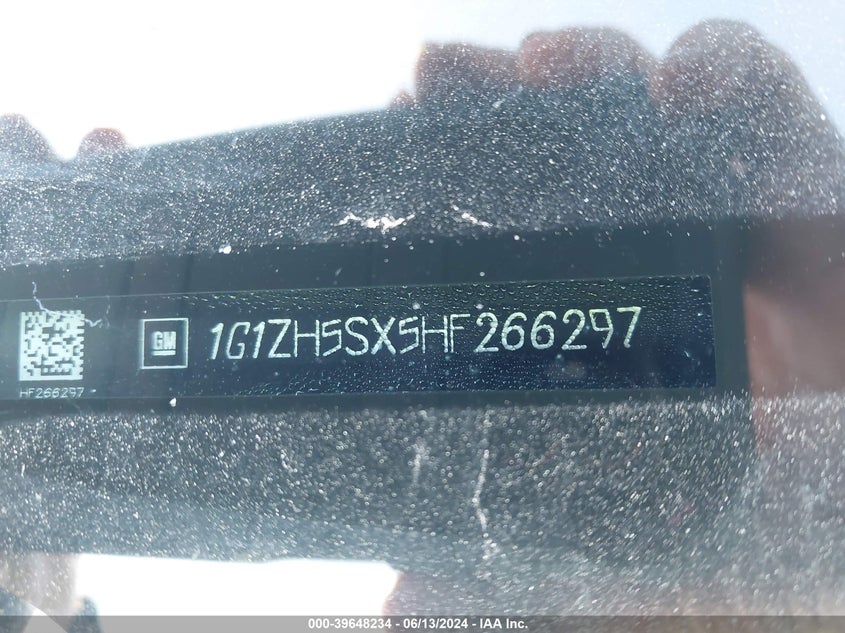 GM
1G1ZH5SX5HF266297
HF266297
000-39648234 - 06/13/2024 - IAA Inc.